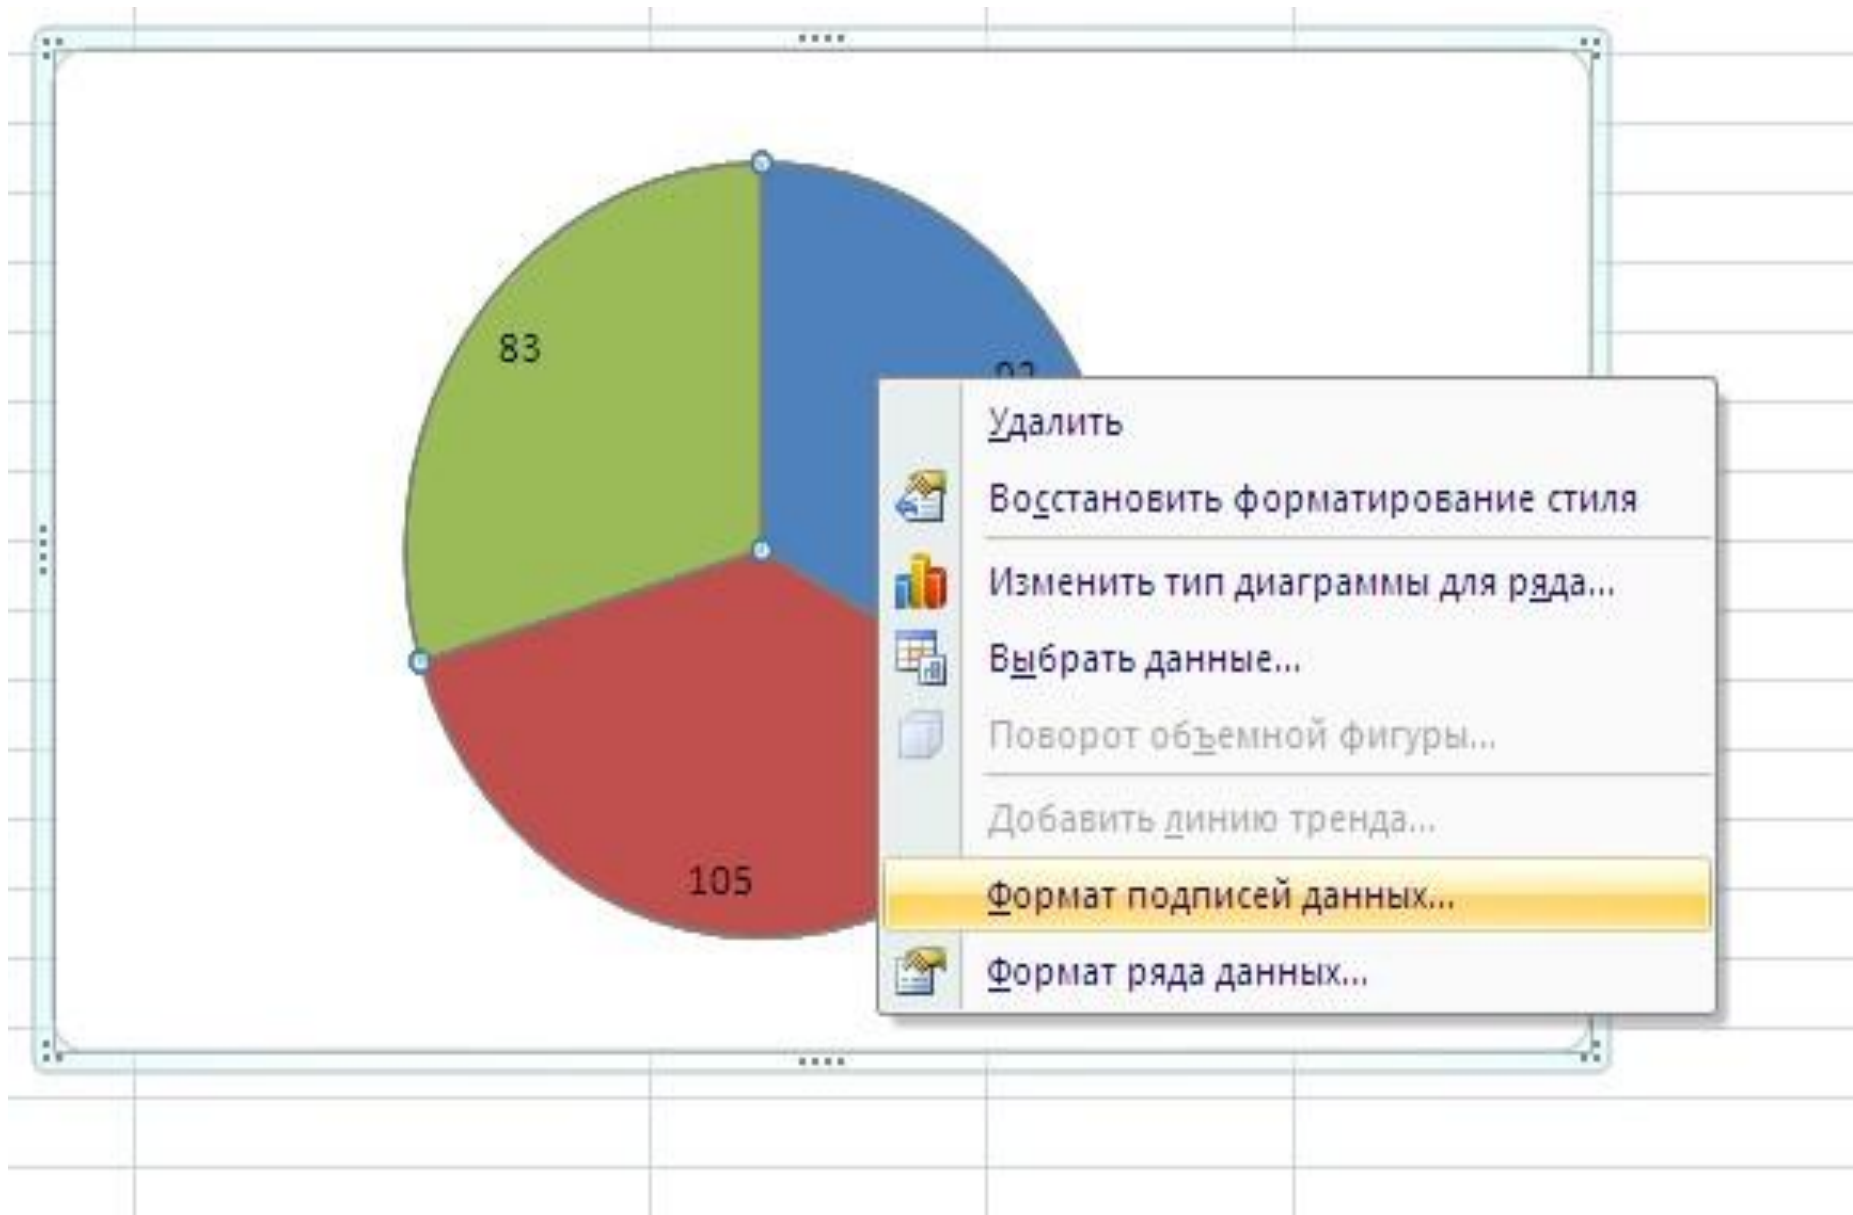 83
Удалить
Восстановить форматирование стиля
Изменить тип диаграммы для ряда...
Выбрать данные...
Поворот объемной фигуры...
Добавить линию тренда...
105
Формат подписей данных...
Формат ряда данных...